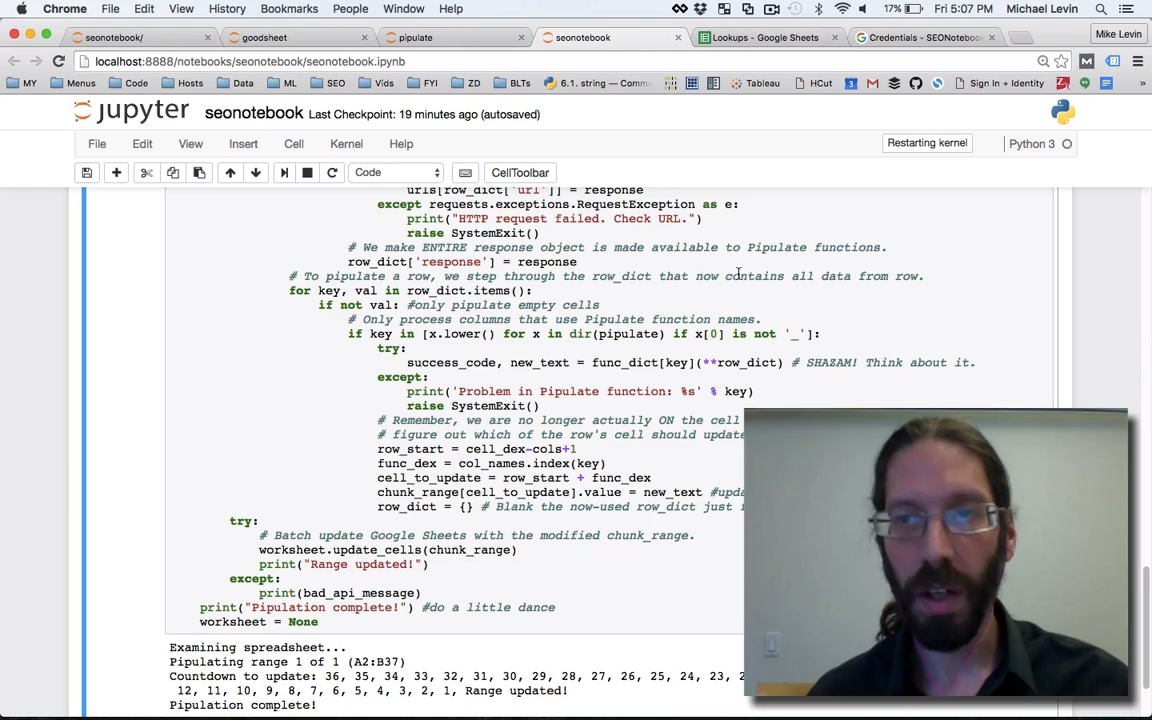 Chrome File Edit View History Bookmarks People Window Help 17% Fri 5:07 PM Michael Levin
seonotebook/ goodsheet pipulate seonotebook Lookups - Google Sheets Credentials - SEONoteboo Mike Levin
localhost:8888/notebooks/seonotebook/seonotebook.ipynb
MY Menus Code Hosts Data ML SEO Vids FYI ZD BLTs 6.1. string — Comm Tableau HCut Sign In + Identity
jupyter seonotebook Last Checkpoint: 19 minutes ago (autosaved)
File Edit View Insert Cell Kernel Help Restarting kernel Python 3
Code CellToolbar
urls[row_dict['url']] = response
except requests.exceptions.RequestException as e:
print("HTTP request failed. Check URL.")
raise SystemExit()
# We make ENTIRE response object is made available to Pipulate functions.
row_dict['response'] = response
# To pipulate a row, we step through the row_dict that now contains all data from row.
for key, val in row_dict.items():
if not val: #only pipulate empty cells
# Only process columns that use Pipulate function names.
if key in [x.lower() for x in dir(pipulate) if x[0] is not '_']:
try:
success_code, new_text = func_dict[key](**row_dict) # SHAZAM! Think about it.
except:
print('Problem in Pipulate function: %s' % key)
raise SystemExit()
# Remember, we are no longer actually ON the cell
# figure out which of the row's cell should update
row_start = cell_dex-cols+1
func_dex = col_names.index(key)
cell_to_update = row_start + func_dex
chunk_range[cell_to_update].value = new_text #upd
row_dict = {} # Blank the now-used row_dict just
try:
# Batch update Google Sheets with the modified chunk_range.
worksheet.update_cells(chunk_range)
print("Range updated!")
except:
print(bad_api_message)
print("Pipulation complete!") #do a little dance
worksheet = None
Examining spreadsheet...
Pipulating range 1 of 1 (A2:B37)
Countdown to update: 36, 35, 34, 33, 32, 31, 30, 29, 28, 27, 26, 25, 24, 23, 2
12, 11, 10, 9, 8, 7, 6, 5, 4, 3, 2, 1, Range updated!
Pipulation complete!